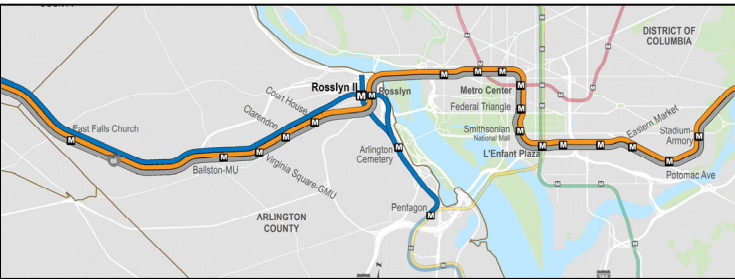 COUNTY
DISTRICT OF
COLUMBIA
Rosslyn II
Rosslyn
Metro Center
Court House
Federal Triangle
Clarendon
Smithsonian
National Mall
Eastern Market
Stadium-
Armory
East Falls Church
L'Enfant Plaza
Arlington
Cemetery
Ballston-MU
Virginia Square-GMU
Potomac Ave
Pentagon
ARLINGTON
COUNTY